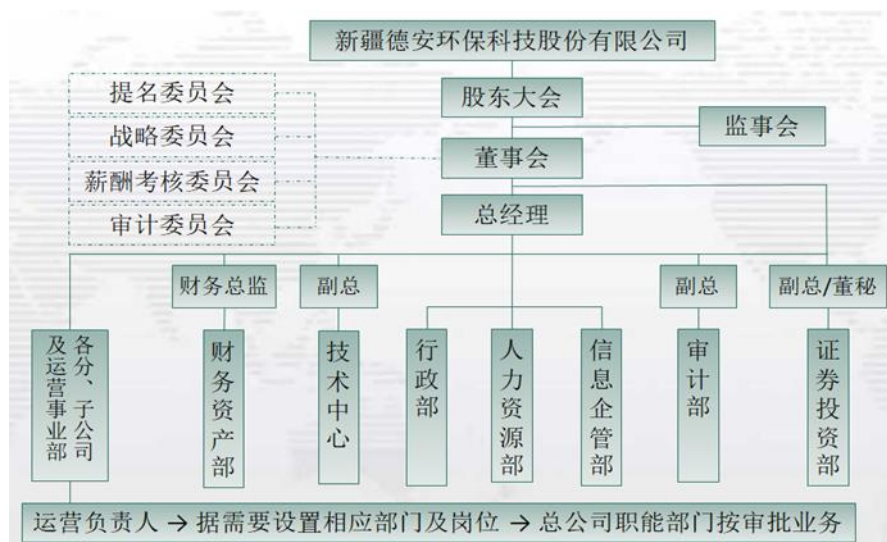 新疆德安环保科技股份有限公司
股东大会
监事会
董事会
提名委员会
战略委员会
薪酬考核委员会
审计委员会
总经理
财务总监
副总
副总
副总/董秘
各分、子公司
及运营事业部
财务资产部
技术中心
行政部
人力资源部
信息企管部
审计部
证券投资部
运营负责人 → 据需要设置相应部门及岗位 → 总公司职能部门按审批业务